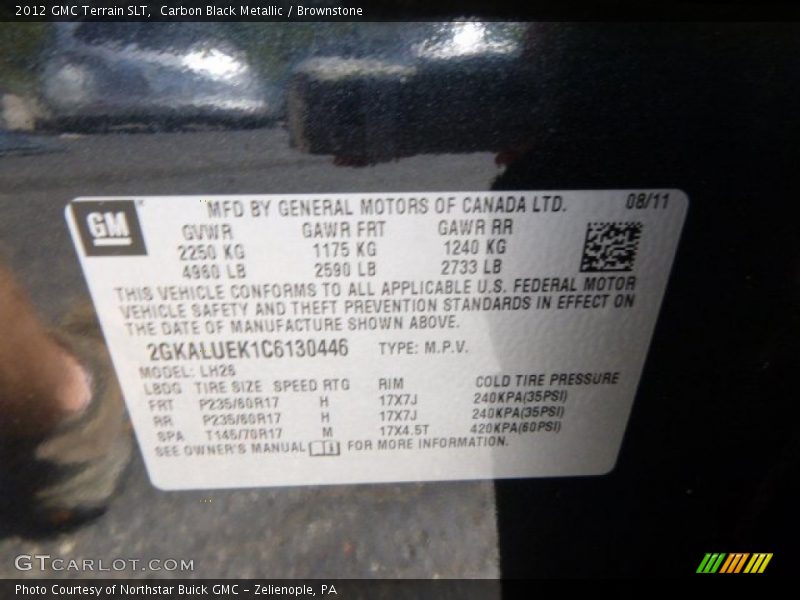 2012 GMC Terrain SLT, Carbon Black Metallic / Brownstone
GM
MFD BY GENERAL MOTORS OF CANADA LTD. 08/11
GVWR GAWR FRT GAWR RR
2250 KG 1175 KG 1240 KG
4960 LB 2590 LB 2733 LB
THIS VEHICLE CONFORMS TO ALL APPLICABLE U.S. FEDERAL MOTOR
VEHICLE SAFETY AND THEFT PREVENTION STANDARDS IN EFFECT ON
THE DATE OF MANUFACTURE SHOWN ABOVE.
2GKALUEK1C6130446 TYPE: M.P.V.
MODEL: LH26
LBDG TIRE SIZE SPEED RTG RIM COLD TIRE PRESSURE
FRT P235/60R17 H 17X7J 240KPA(35PSI)
RR P235/60R17 H 17X7J 240KPA(35PSI)
SPA T145/70R17 M 17X4.5T 420KPA(60PSI)
SEE OWNER'S MANUAL FOR MORE INFORMATION.
GTCARLOT.COM
Photo Courtesy of Northstar Buick GMC - Zelienople, PA